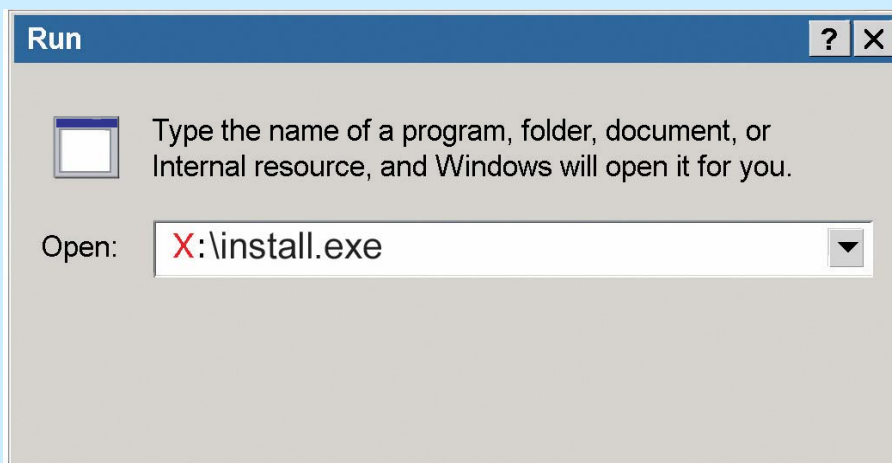 Run ? X
Type the name of a program, folder, document, or
Internal resource, and Windows will open it for you.
Open: X:\install.exe